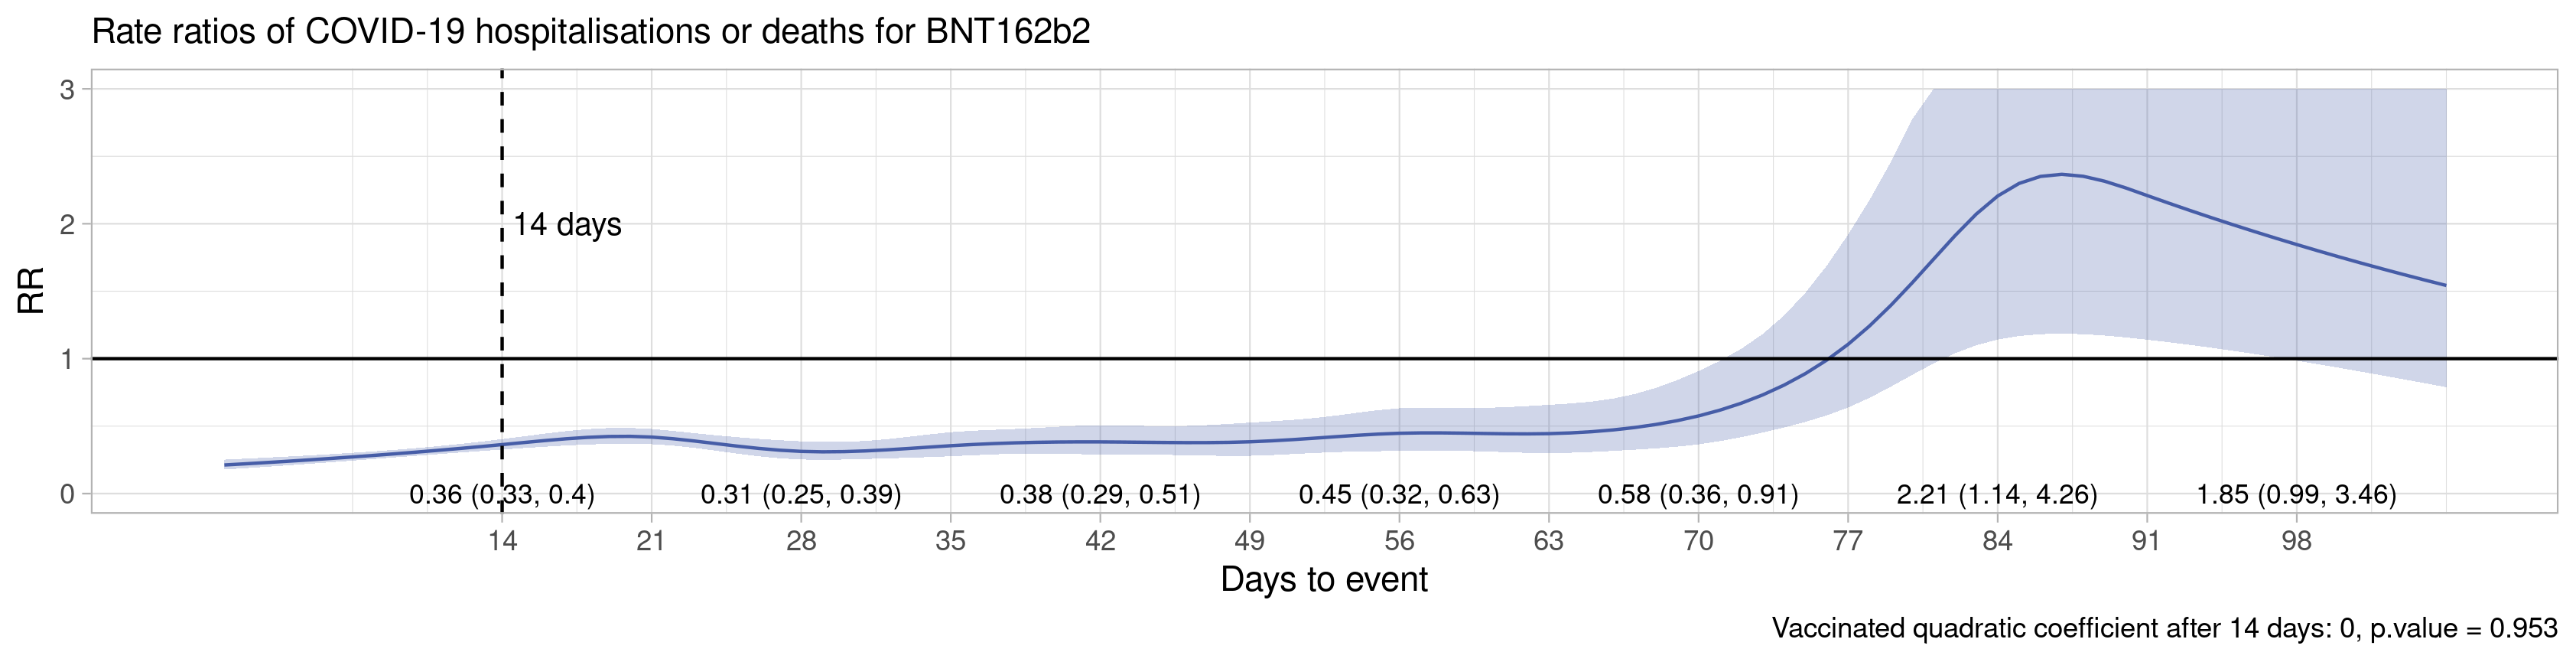 Rate ratios of COVID-19 hospitalisations or deaths for BNT162b2
3
2
1
0
RR
14 days
0.36 (0.33, 0.4) 0.31 (0.25, 0.39) 0.38 (0.29, 0.51) 0.45 (0.32, 0.63) 0.58 (0.36, 0.91) 2.21 (1.14, 4.26) 1.85 (0.99, 3.46)
14 21 28 35 42 49 56 63 70 77 84 91 98
Days to event
Vaccinated quadratic coefficient after 14 days: 0, p.value = 0.953